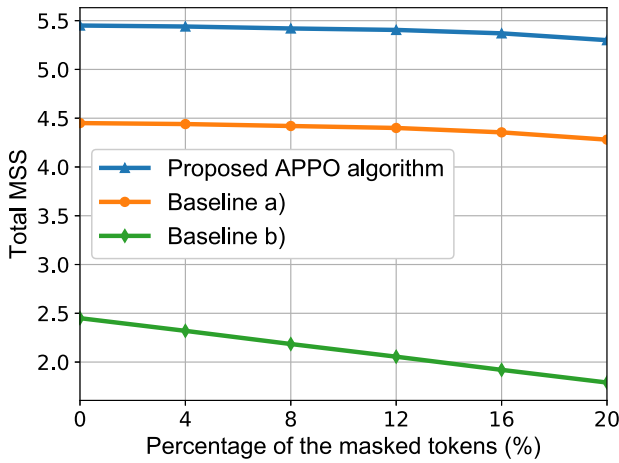 5.5
5.0
4.5
4.0
3.5
3.0
2.5
2.0
Total MSS
Proposed APPO algorithm
Baseline a)
Baseline b)
0 4 8 12 16 20
Percentage of the masked tokens (%)